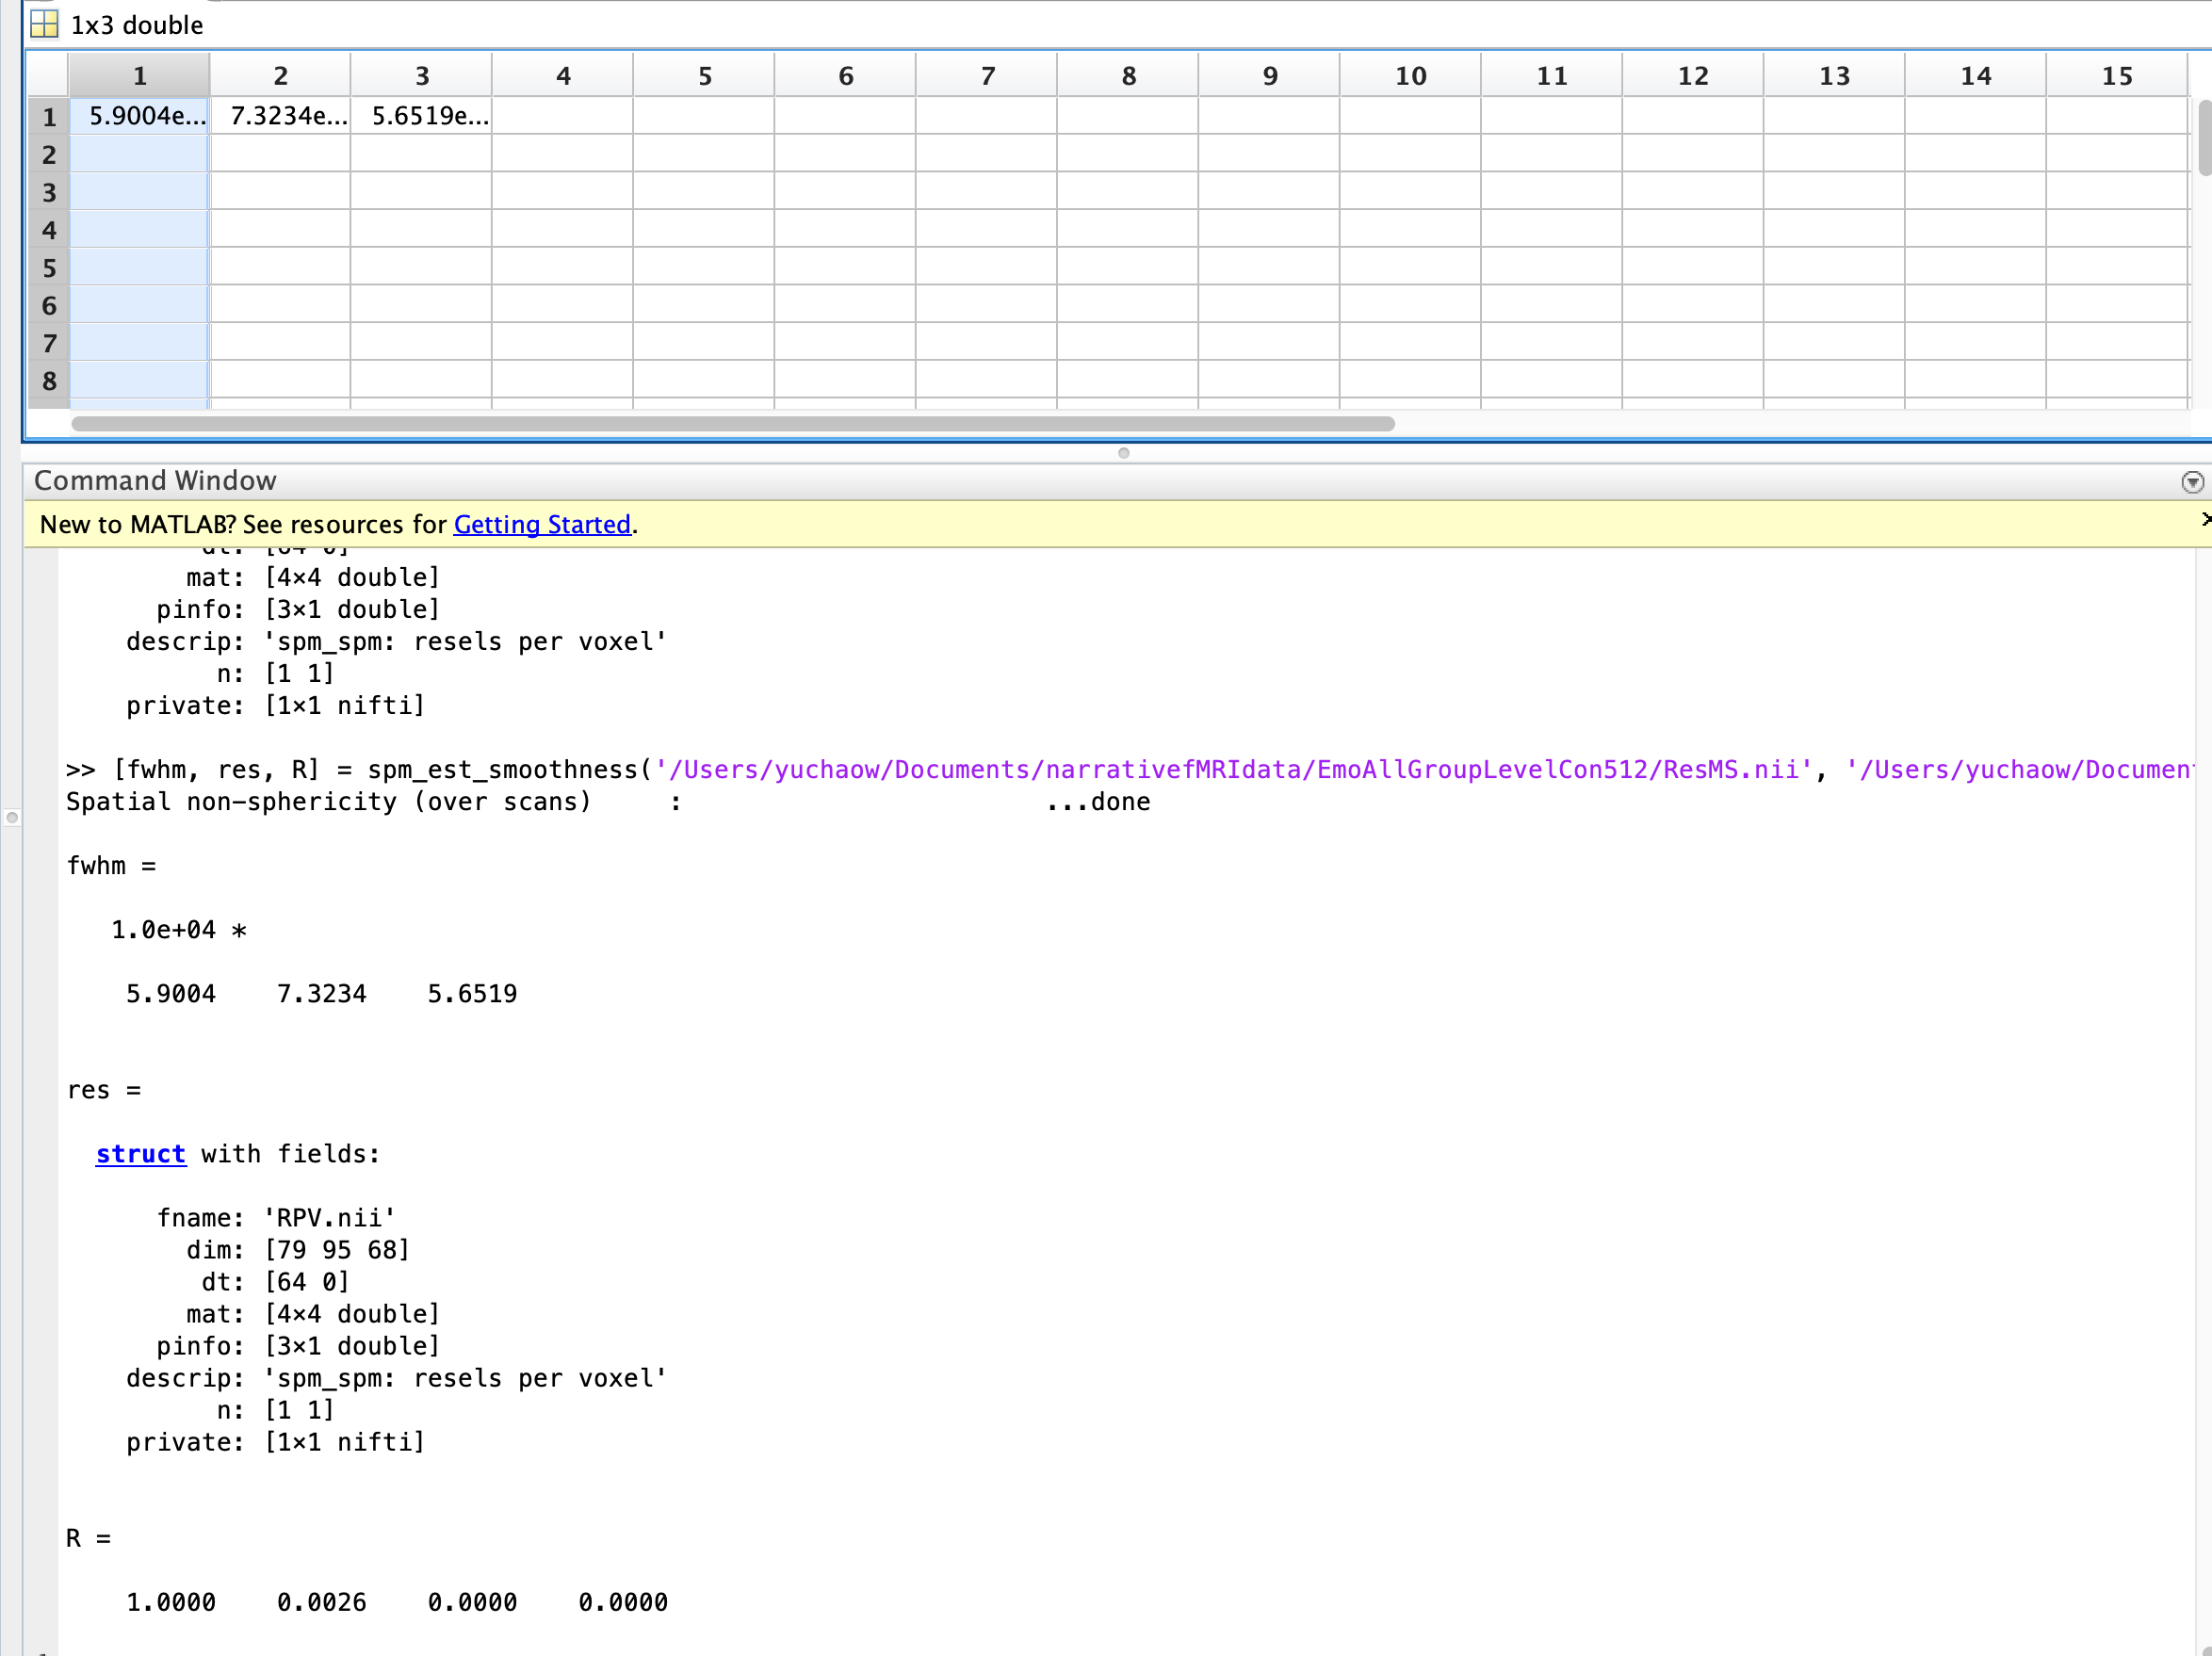 1x3 double
1 2 3 4 5 6 7 8 9 10 11 12 13 14 15
1 5.9004e... 7.3234e... 5.6519e...
2
3
4
5
6
7
8
Command Window
New to MATLAB? See resources for Getting Started.
dt: [64 0]
mat: [4×4 double]
pinfo: [3×1 double]
descrip: 'spm_spm: resels per voxel'
n: [1 1]
private: [1×1 nifti]
>> [fwhm, res, R] = spm_est_smoothness('/Users/yuchaow/Documents/narrativefMRIdata/EmoAllGroupLevelCon512/ResMS.nii', '/Users/yuchaow/Document
Spatial non-sphericity (over scans) : ...done
fwhm =
1.0e+04 *
5.9004 7.3234 5.6519
res =
struct with fields:
fname: 'RPV.nii'
dim: [79 95 68]
dt: [64 0]
mat: [4×4 double]
pinfo: [3×1 double]
descrip: 'spm_spm: resels per voxel'
n: [1 1]
private: [1×1 nifti]
R =
1.0000 0.0026 0.0000 0.0000